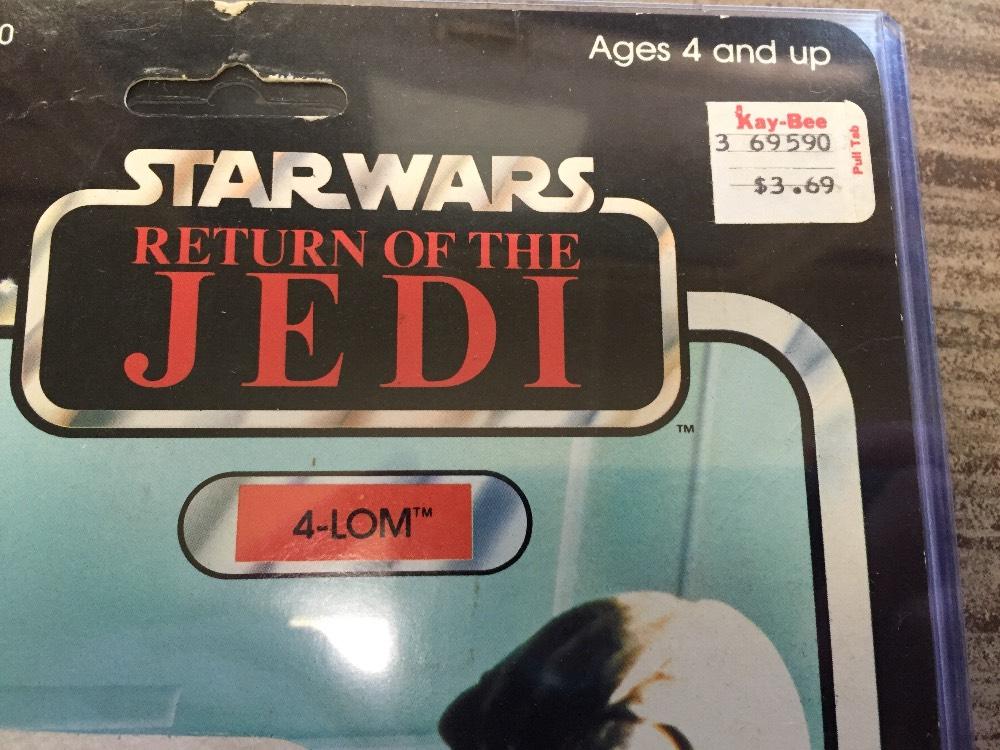 0
Ages 4 and up
Kay-Bee
3 69590
$3.69
Pull Tab
STAR WARS
RETURN OF THE
JEDI
TM
4-LOM™